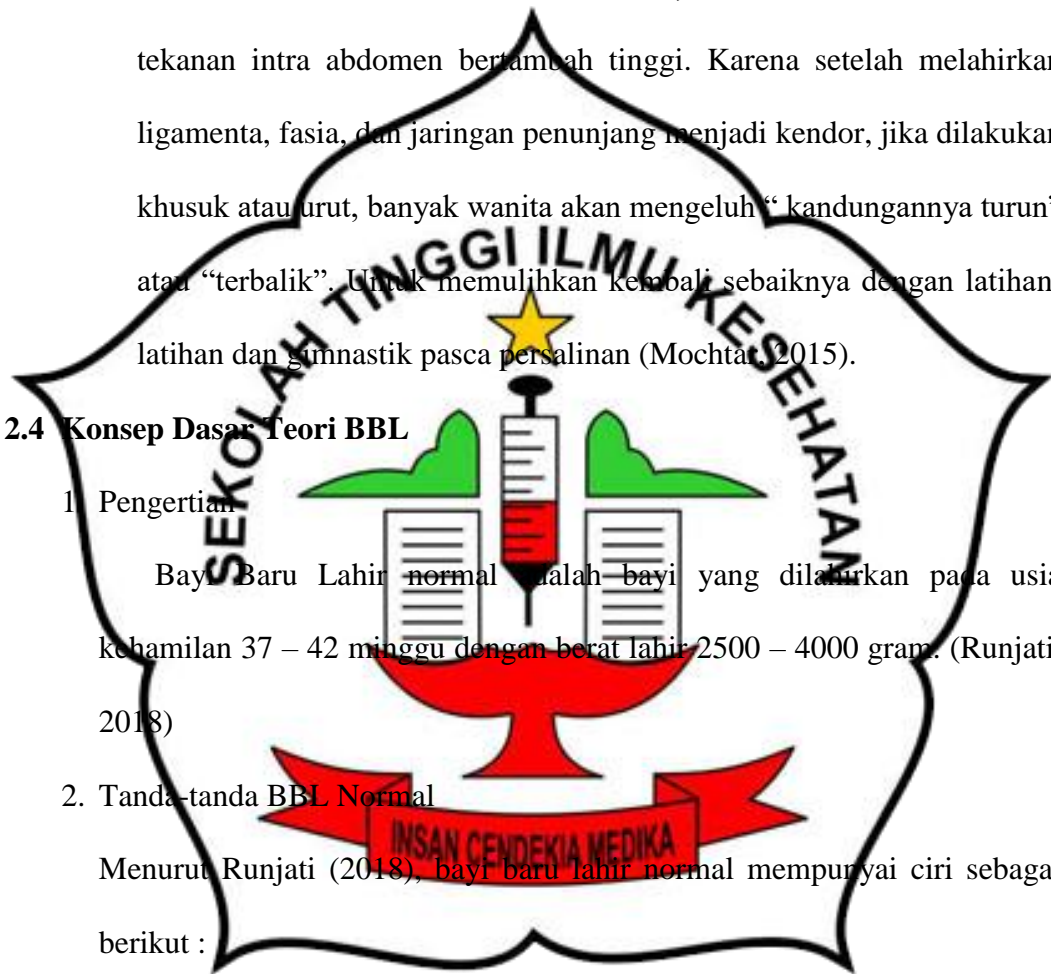 tekanan intra abdomen bertambah tinggi. Karena setelah melahirkan
ligamenta, fasia, dan jaringan penunjang menjadi kendor, jika dilakukan
khusuk atau urut, banyak wanita akan mengeluh “ kandungannya turun”
atau “terbalik”. Untuk memulihkan kembali sebaiknya dengan latihan-
latihan dan gimnastik pasca persalinan (Mochtar, 2015).
2.4 Konsep Dasar Teori BBL
1. Pengertian
Bayi Baru Lahir normal adalah bayi yang dilahirkan pada usia
kehamilan 37 – 42 minggu dengan berat lahir 2500 – 4000 gram. (Runjati
2018)
2. Tanda-tanda BBL Normal
Menurut Runjati (2018), bayi baru lahir normal mempunyai ciri sebagai
berikut :
SEKOLAH TINGGI ILMU KESEHATAN
INSAN CENDEKIA MEDIKA